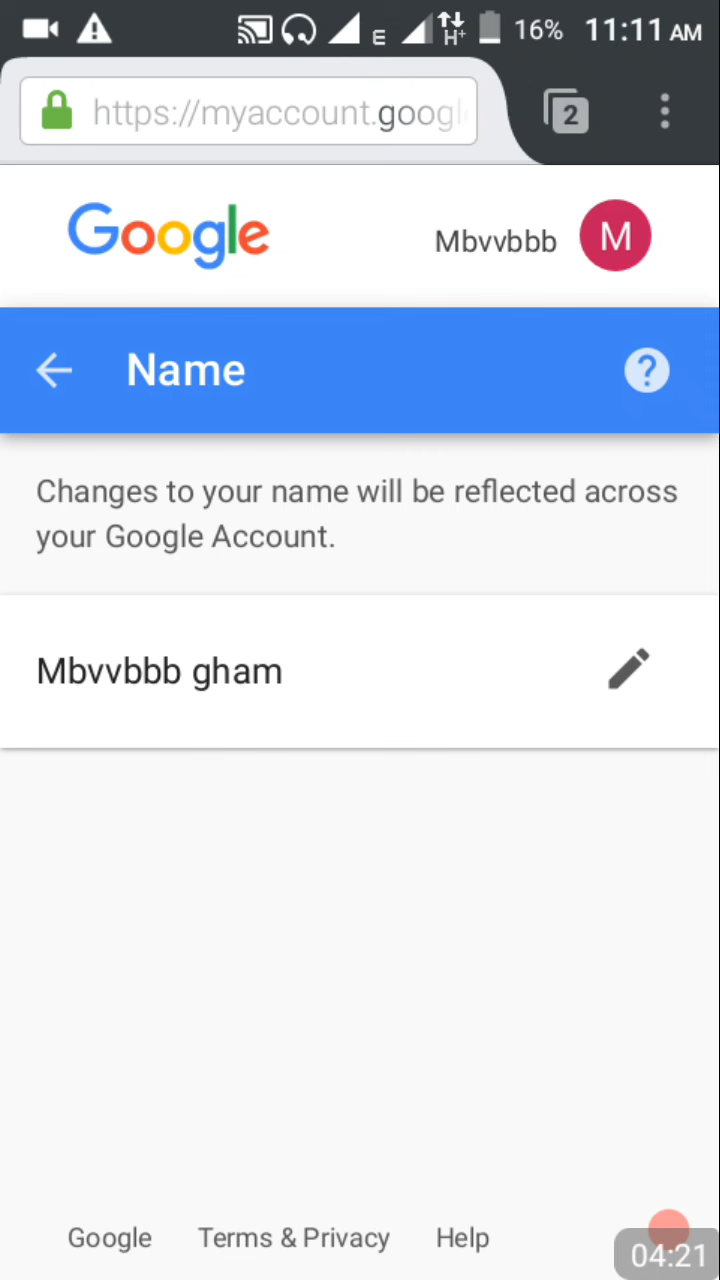 E H+ 16% 11:11 AM
https://myaccount.googl 2
Google Mbvvbbb M
Name ?
Changes to your name will be reflected across
your Google Account.
Mbvvbbb gham
Google Terms & Privacy Help
04:21